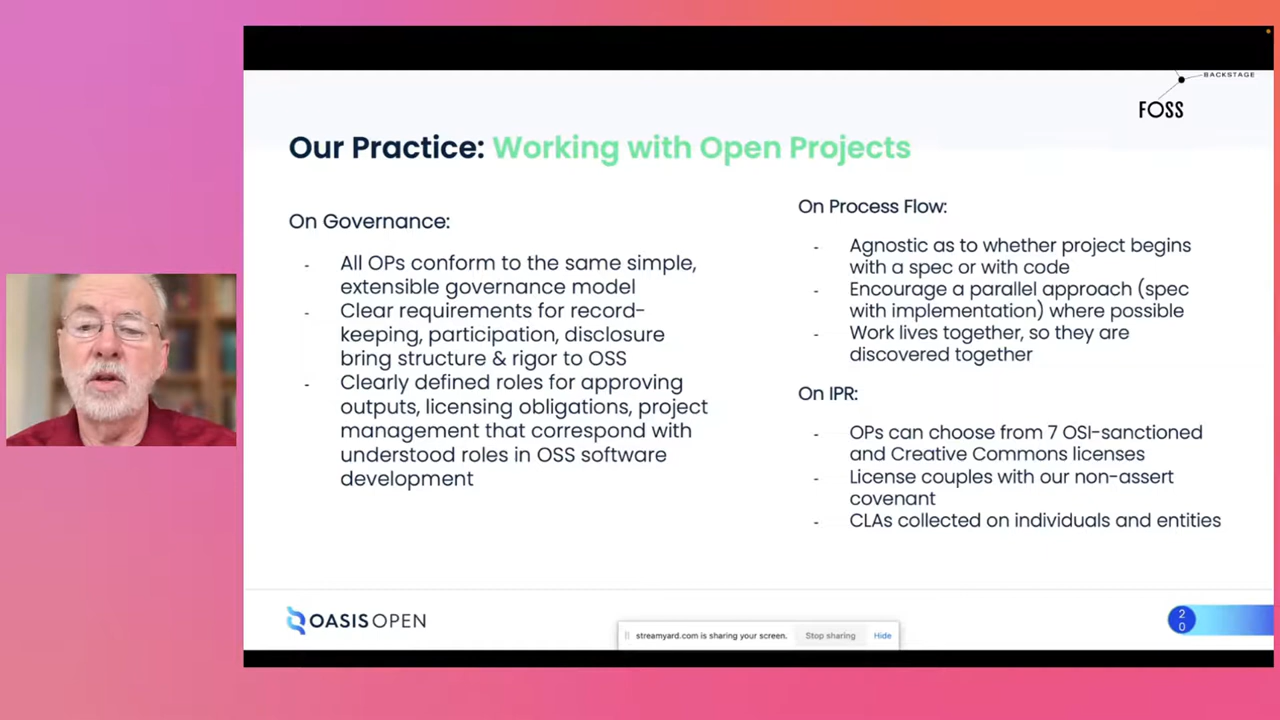 BACKSTAGE
FOSS
Our Practice: Working with Open Projects
On Governance:
- All OPs conform to the same simple,
extensible governance model
- Clear requirements for record-
keeping, participation, disclosure
bring structure & rigor to OSS
- Clearly defined roles for approving
outputs, licensing obligations, project
management that correspond with
understood roles in OSS software
development
On Process Flow:
- Agnostic as to whether project begins
with a spec or with code
- Encourage a parallel approach (spec
with implementation) where possible
- Work lives together, so they are
discovered together
On IPR:
- OPs can choose from 7 OSI-sanctioned
and Creative Commons licenses
- License couples with our non-assert
covenant
- CLAs collected on individuals and entities
OASIS OPEN
streamyard.com is sharing your screen. Stop sharing Hide
2
0